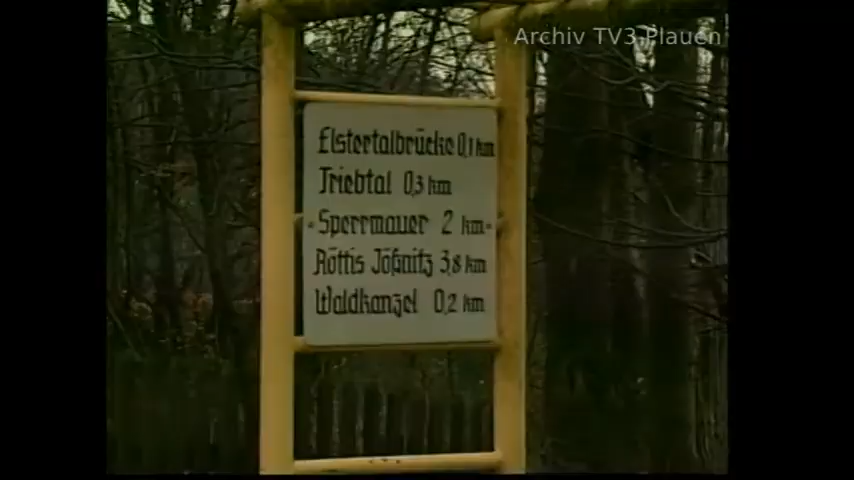 Archiv TV3-Plauen
Elstertalbrücke 0,1 km
Triebtal 0,3 km
Sperrmauer 2 km
Röttis Jößnitz 3,8 km
Waldkanzel 0,2 km